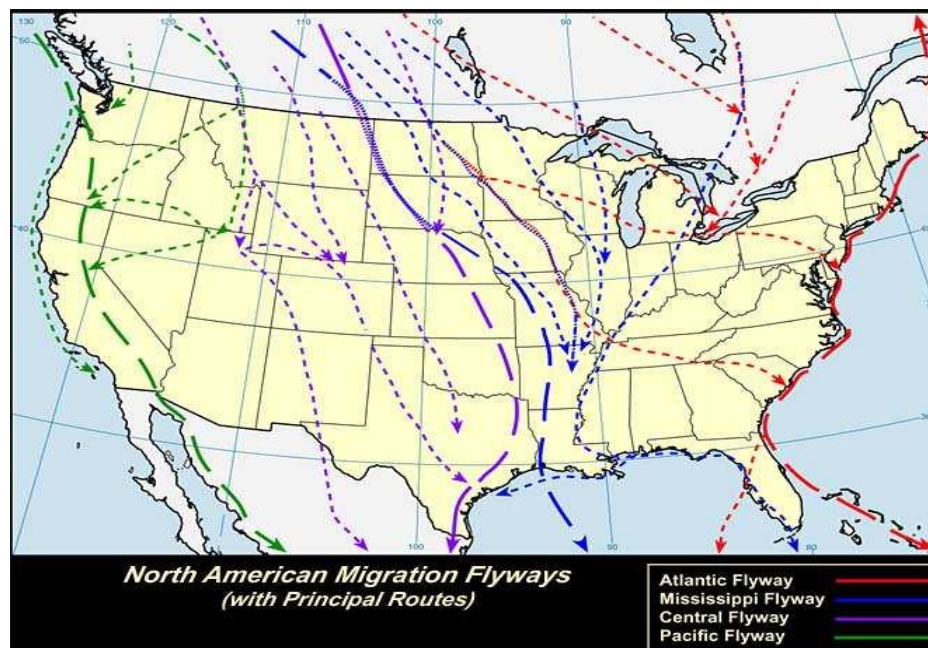 130
120
110
100
90
50
40
40
30
100
90
80
North American Migration Flyways
(with Principal Routes)
Atlantic Flyway
Mississippi Flyway
Central Flyway
Pacific Flyway